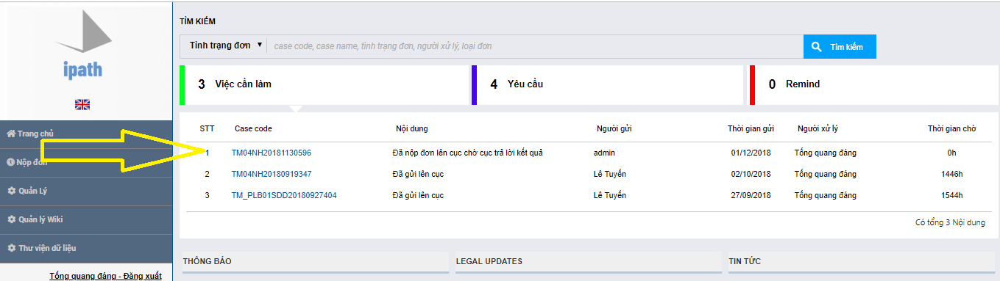 ipath
Trang chủ
Nộp đơn
Quản Lý
Quản lý Wiki
Thư viện dữ liệu
Tống quang đáng - Đăng xuất
TÌM KIẾM
Tình trạng đơn ▼ case code, case name, tình trạng đơn, người xử lý, loại đơn Tìm kiếm
3 Việc cần làm 4 Yêu cầu 0 Remind
STT Case code Nội dung Người gửi Thời gian gửi Người xử lý Thời gian chờ
1 TM04NH20181130596 Đã nộp đơn lên cục chờ cục trả lời kết quả admin 01/12/2018 Tống quang đáng 0h
2 TM04NH20180919347 Đã gửi lên cục Lê Tuyến 02/10/2018 Tống quang đáng 1446h
3 TM_PLB01SDD20180927404 Đã gửi lên cục Lê Tuyến 27/09/2018 Tống quang đáng 1544h
Có tổng 3 Nội dung
THÔNG BÁO LEGAL UPDATES TIN TỨC